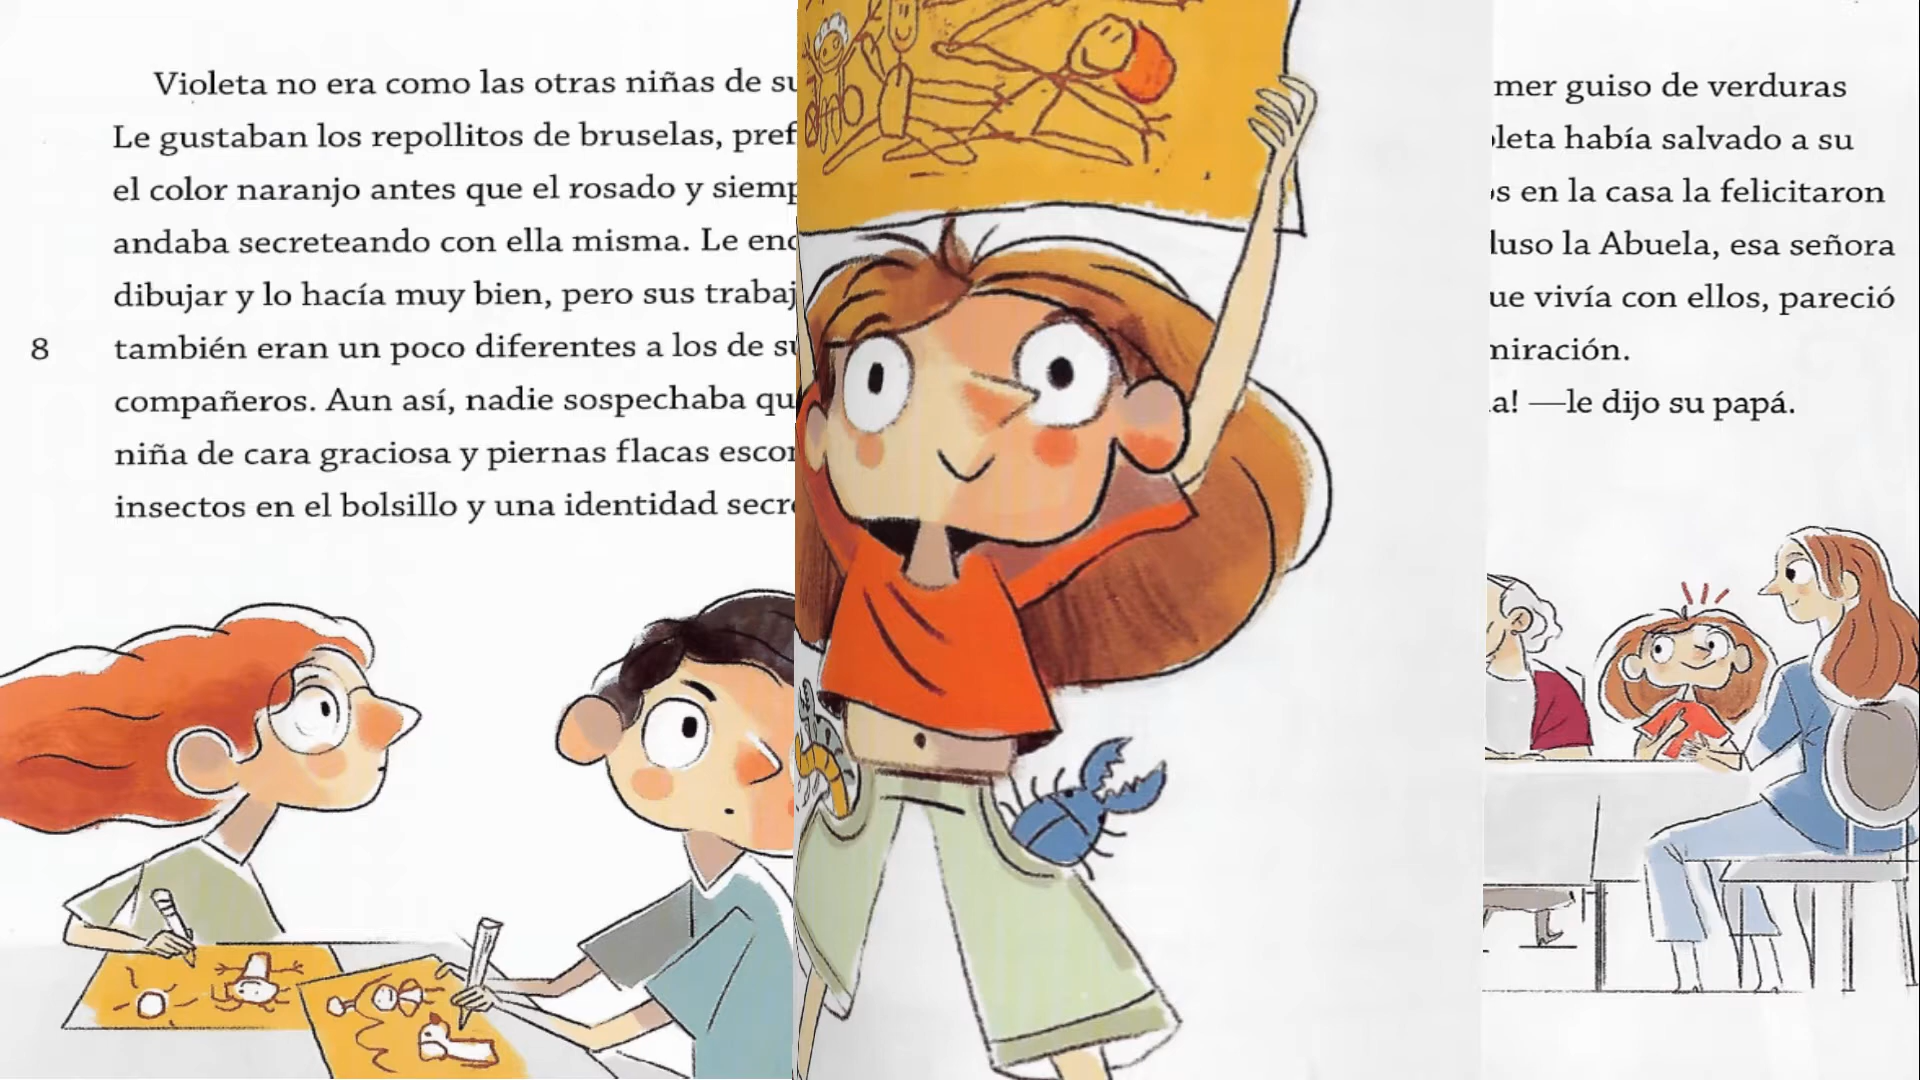 Violeta no era como las otras niñas de su
Le gustaban los repollitos de bruselas, pref
el color naranjo antes que el rosado y siemp
andaba secreteando con ella misma. Le enc
dibujar y lo hacía muy bien, pero sus trabaj
también eran un poco diferentes a los de su
compañeros. Aun así, nadie sospechaba qu
niña de cara graciosa y piernas flacas escon
insectos en el bolsillo y una identidad secre
8
mer guiso de verduras
oleta había salvado a su
os en la casa la felicitaron
luso la Abuela, esa señora
ue vivía con ellos, pareció
miración.
a! —le dijo su papá.